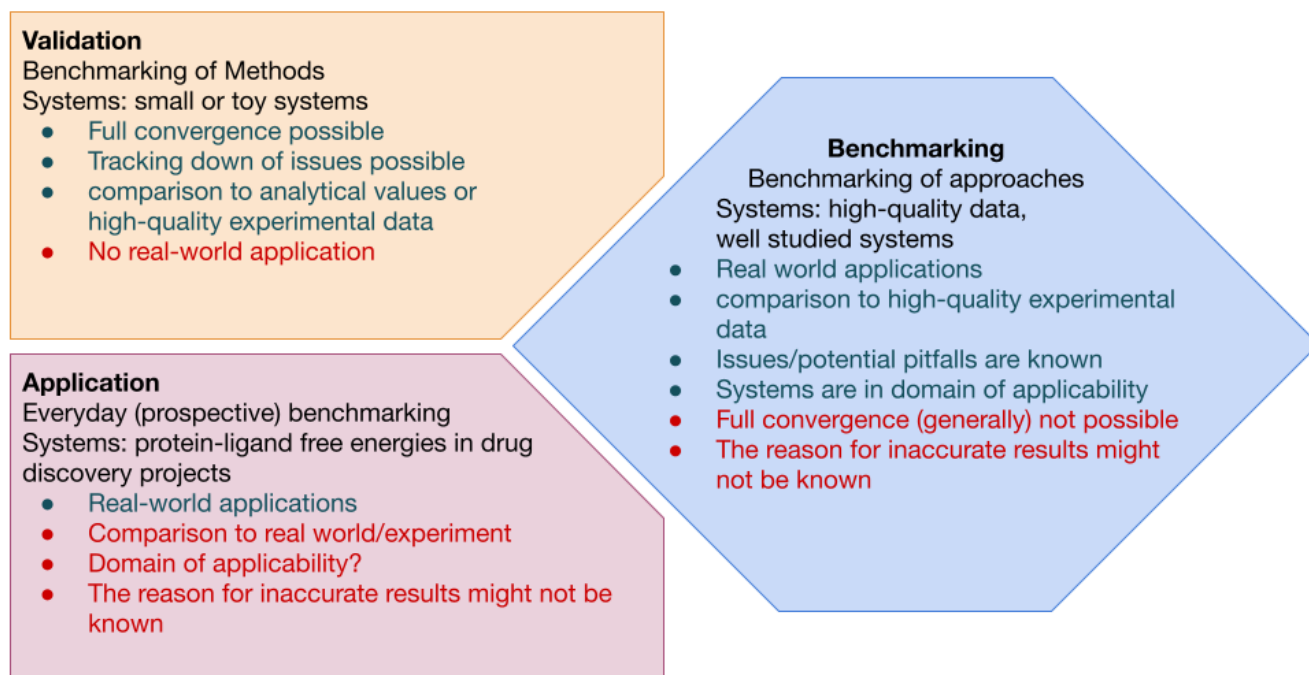 Validation
Benchmarking of Methods
Systems: small or toy systems
● Full convergence possible
● Tracking down of issues possible
● comparison to analytical values or
high-quality experimental data
● No real-world application
Application
Everyday (prospective) benchmarking
Systems: protein-ligand free energies in drug
discovery projects
● Real-world applications
● Comparison to real world/experiment
● Domain of applicability?
● The reason for inaccurate results might not be
known
Benchmarking
Benchmarking of approaches
Systems: high-quality data,
well studied systems
● Real world applications
● comparison to high-quality experimental
data
● Issues/potential pitfalls are known
● Systems are in domain of applicability
● Full convergence (generally) not possible
● The reason for inaccurate results might
not be known